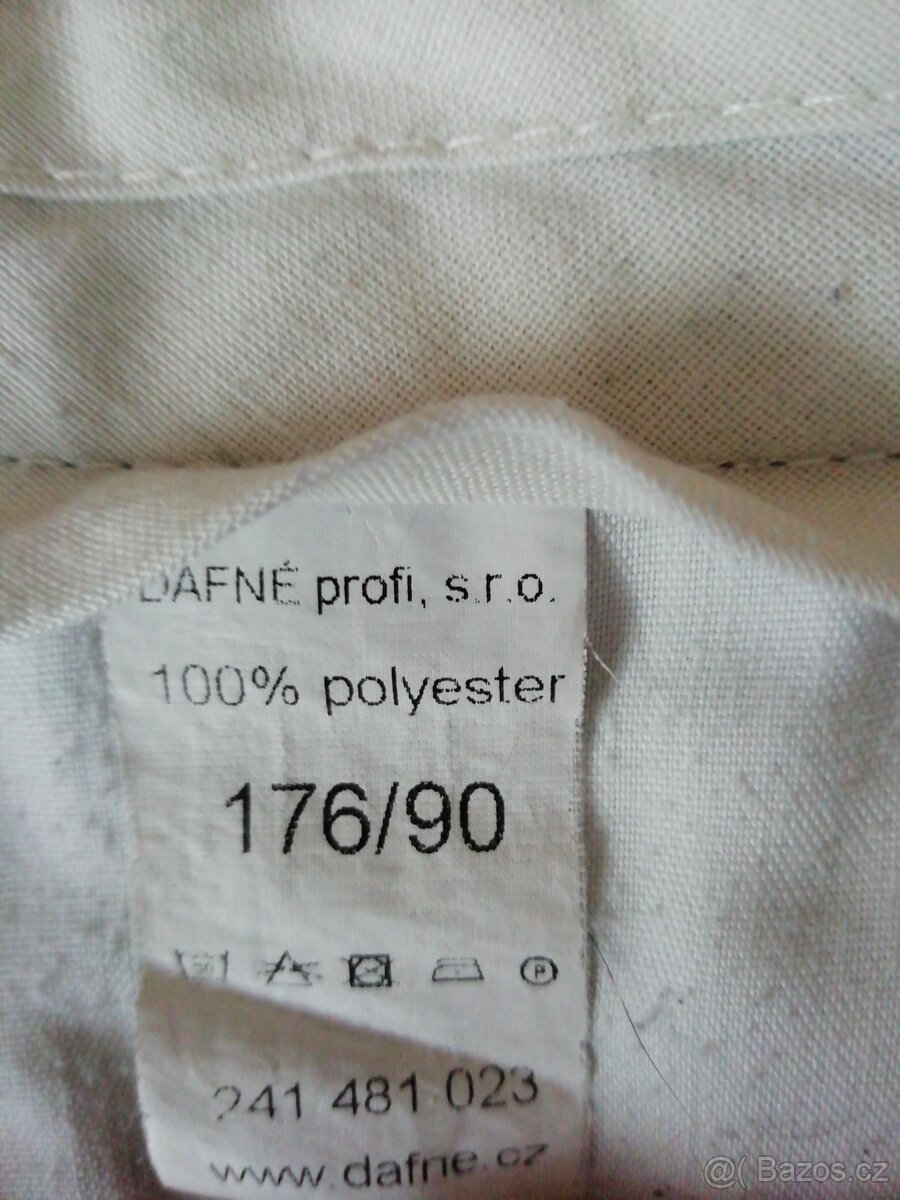 DAFNÉ profi, s.r.o.
100% polyester
176/90
P
241 481 023
www.dafne.cz
@( Bazos.cz